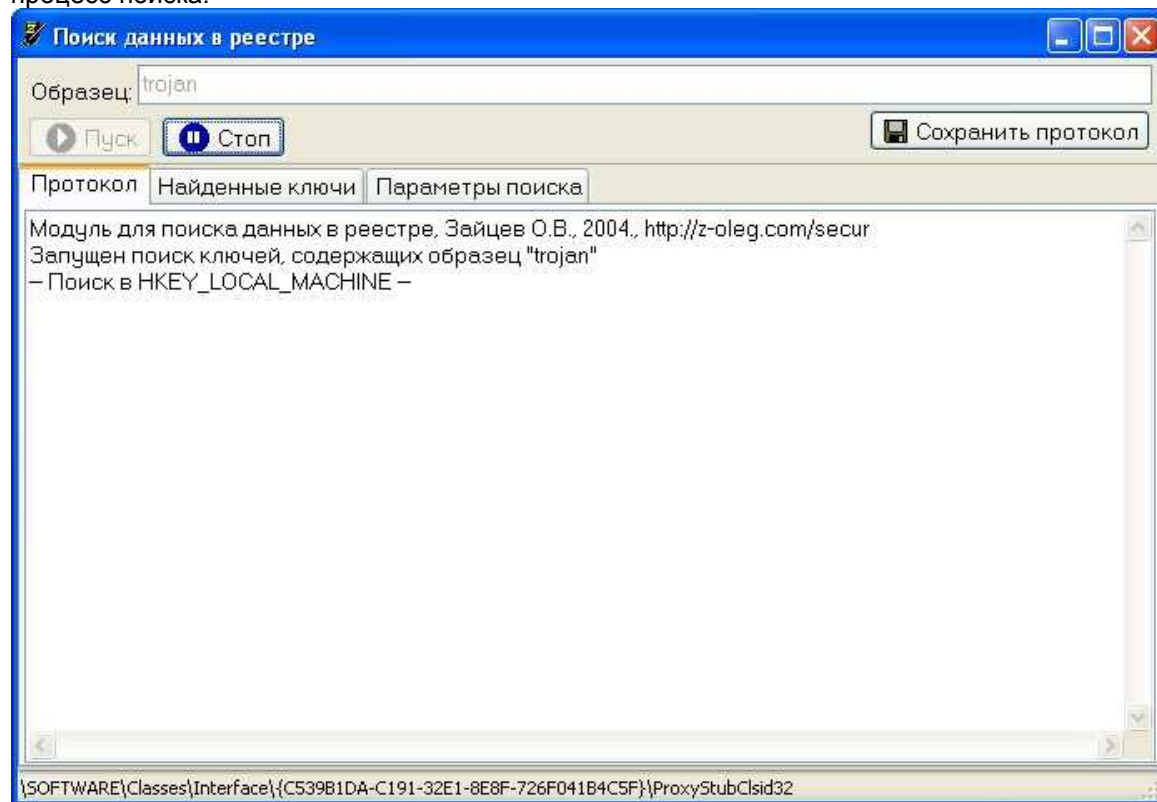 процесс поиска:
Поиск данных в реестре
Образец: trojan
Пуск Стоп Сохранить протокол
Протокол Найденные ключи Параметры поиска
Модуль для поиска данных в реестре, Зайцев О.В., 2004., http://z-oleg.com/secur
Запущен поиск ключей, содержащих образец "trojan"
– Поиск в HKEY_LOCAL_MACHINE –
\SOFTWARE\Classes\Interface\{C539B1DA-C191-32E1-8E8F-726F041B4C5F}\ProxyStubClsid32